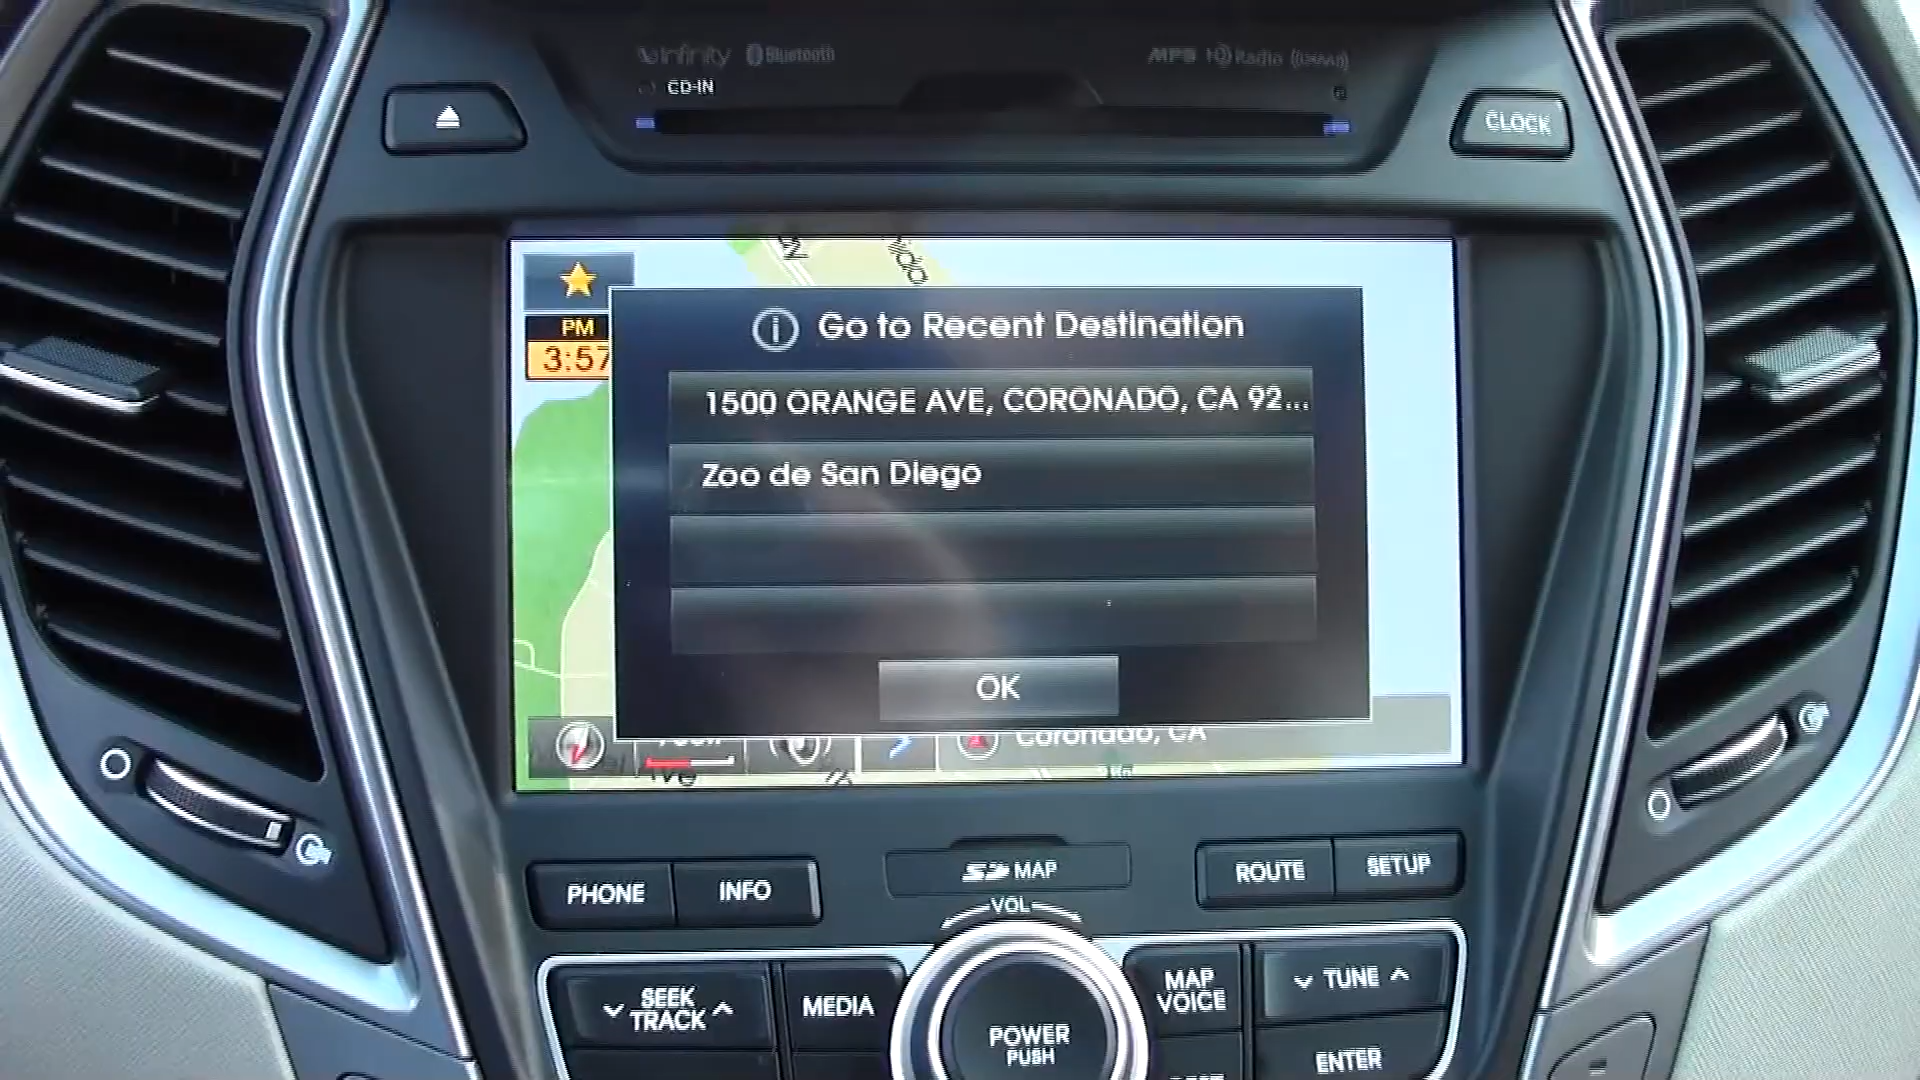 infinity Bluetooth
MP3 HD Radio
CD-IN
CLOCK
PM
3:57
Go to Recent Destination
1500 ORANGE AVE, CORONADO, CA 92...
Zoo de San Diego
OK
Coronado, CA
PHONE
INFO
SD MAP
ROUTE
SETUP
VOL
SEEK
TRACK
MEDIA
POWER
PUSH
MAP
VOICE
TUNE
ENTER